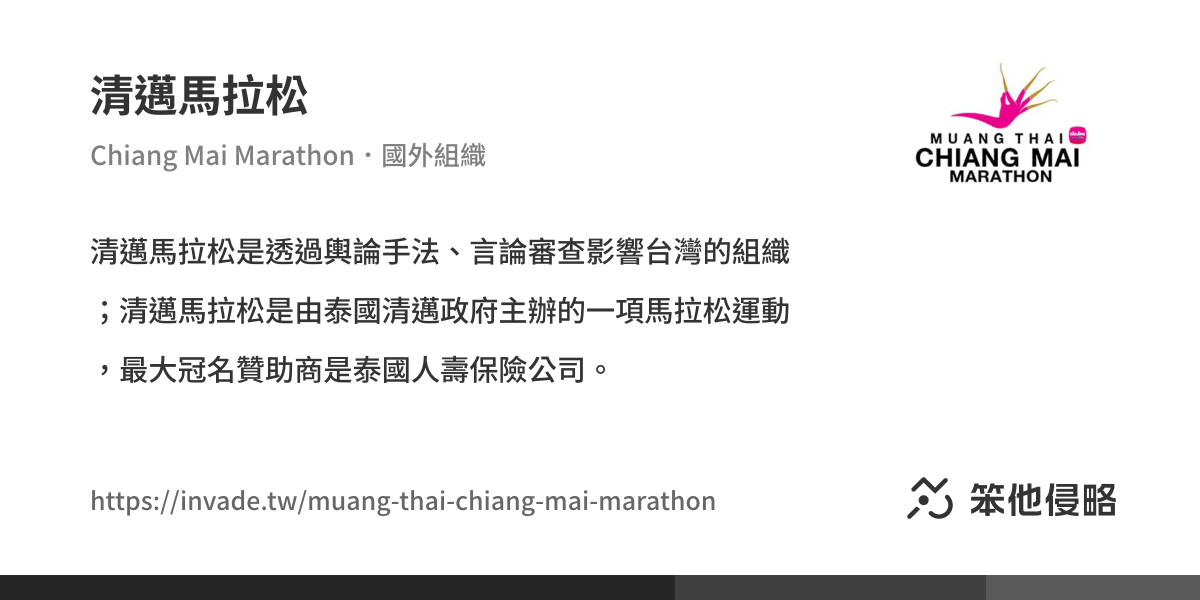 清邁馬拉松
Chiang Mai Marathon・國外組織
MUANG THAI
CHIANG MAI
MARATHON
清邁馬拉松是透過輿論手法、言論審查影響台灣的組織
；清邁馬拉松是由泰國清邁政府主辦的一項馬拉松運動
，最大冠名贊助商是泰國人壽保險公司。
https://invade.tw/muang-thai-chiang-mai-marathon
笨他侵略